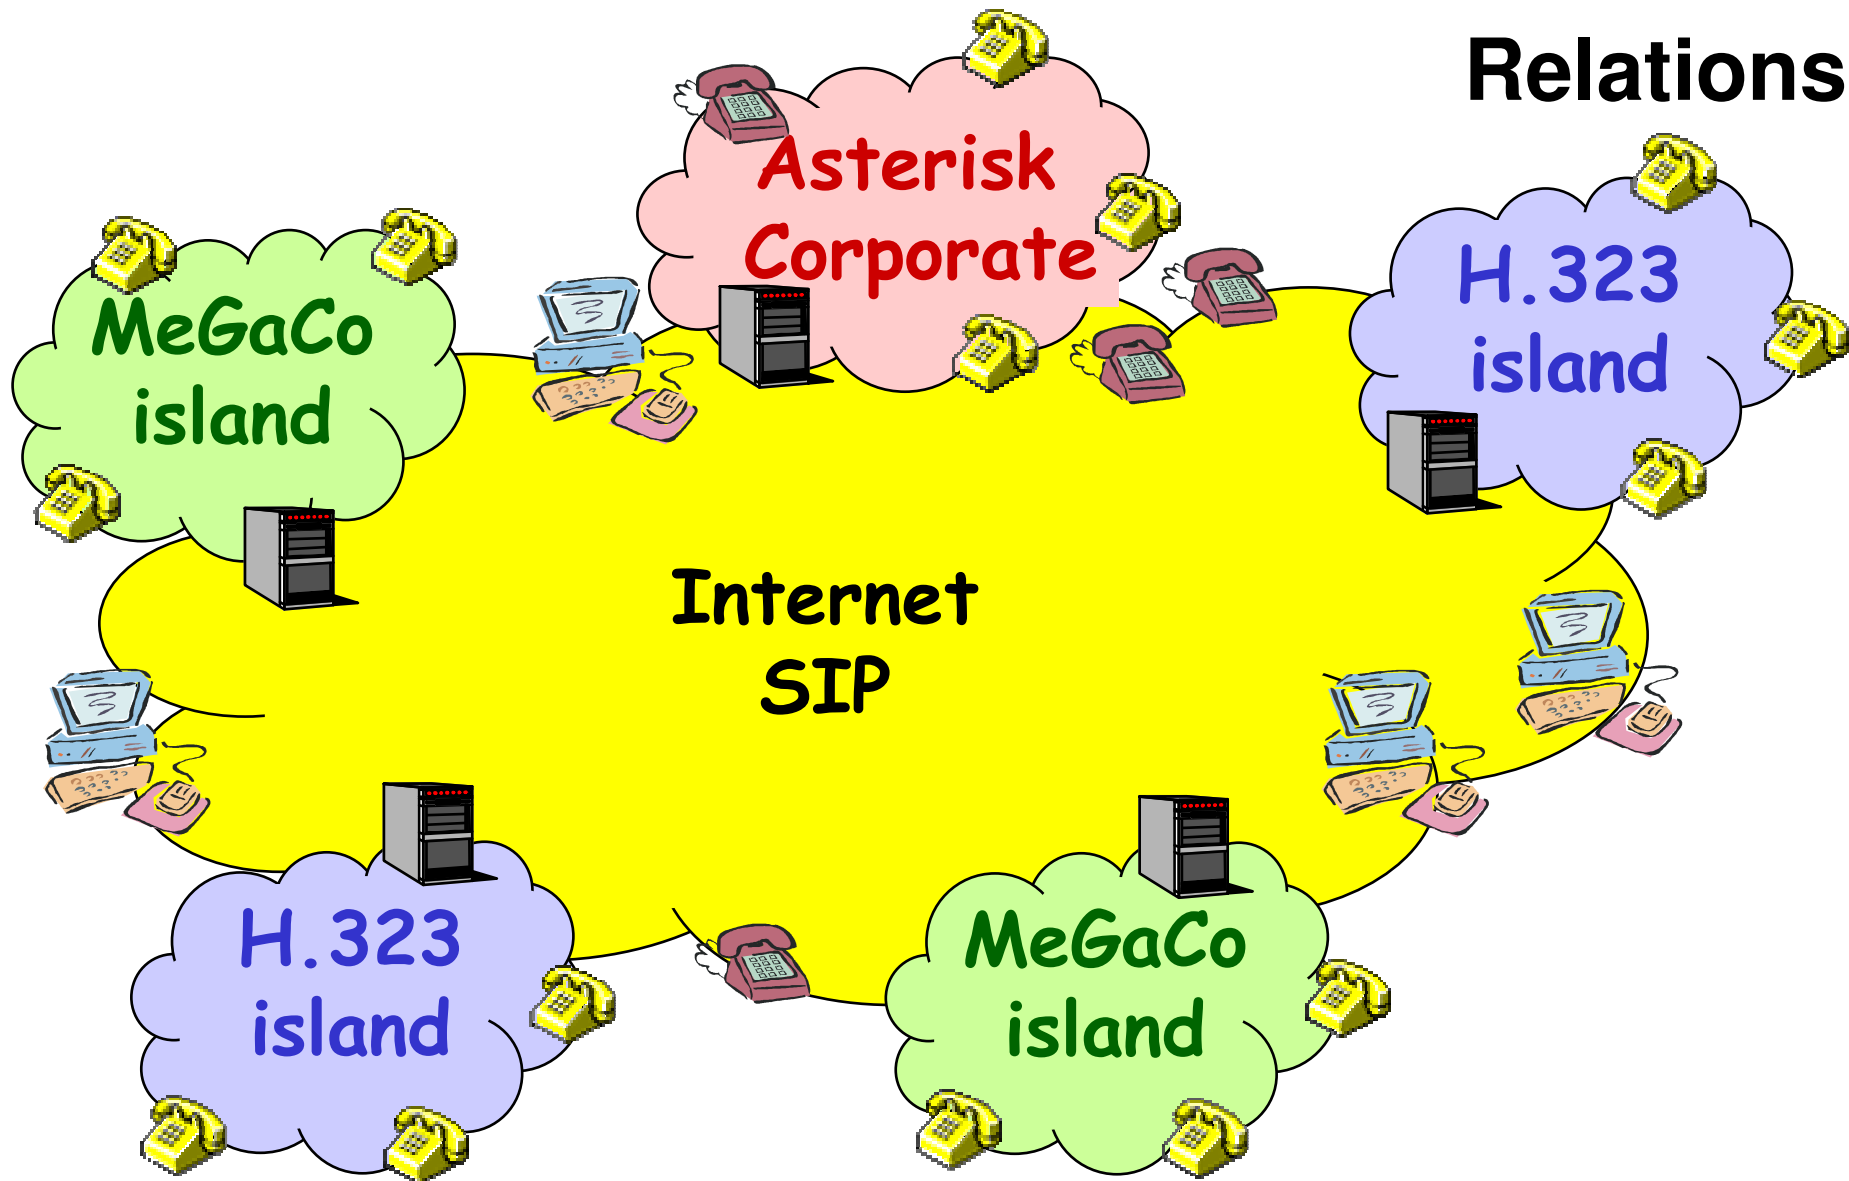 Relations
Asterisk
Corporate
MeGaCo
island
H.323
island
Internet
SIP
H.323
island
MeGaCo
island